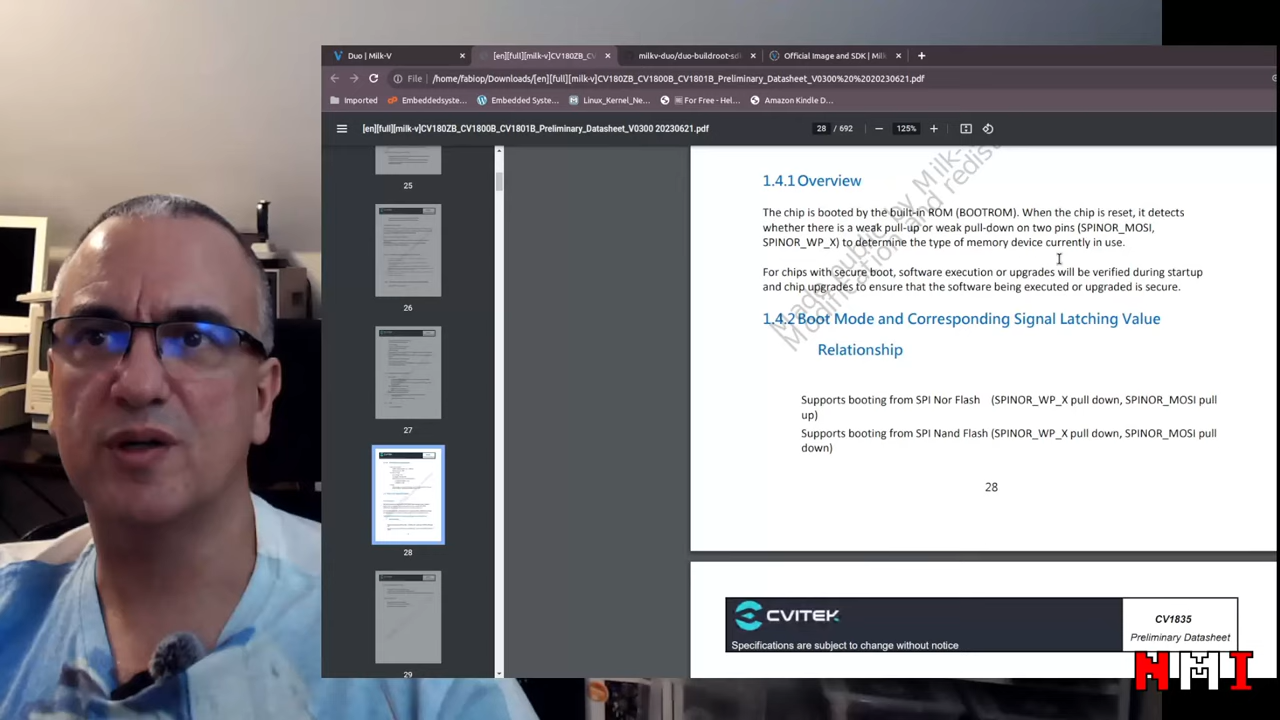 Duo | Milk-V
[en][full][milk-v]CV180ZB_C
milkv-duo/duo-buildroot-sd
Official Image and SDK | Mil
File
/home/fabiop/Downloads/[en][full][milk-v]CV180ZB_CV1800B_CV1801B_Preliminary_Datasheet_V0300%20%2020230621.pdf
Imported
Embeddedsyste...
Embedded Syste...
Linux_Kernel_Ne...
For Free - Hel...
Amazon Kindle D...
[en][full][milk-v]CV180ZB_CV1800B_CV1801B_Preliminary_Datasheet_V0300 20230621.pdf
28 / 692
125%
25
26
27
28
29
1.4.1 Overview
The chip is booted by the built-in ROM (BOOTROM). When the chip is reset, it detects
whether there is a weak pull-up or weak pull-down on two pins (SPINOR_MOSI,
SPINOR_WP_X) to determine the type of memory device currently in use.
For chips with secure boot, software execution or upgrades will be verified during startup
and chip upgrades to ensure that the software being executed or upgraded is secure.
1.4.2 Boot Mode and Corresponding Signal Latching Value
Relationship
Supports booting from SPI Nor Flash (SPINOR_WP_X pull down, SPINOR_MOSI pull
up)
Supports booting from SPI Nand Flash (SPINOR_WP_X pull down, SPINOR_MOSI pull
down)
28
CVITEK
Specifications are subject to change without notice
CV1835
Preliminary Datasheet
NMI